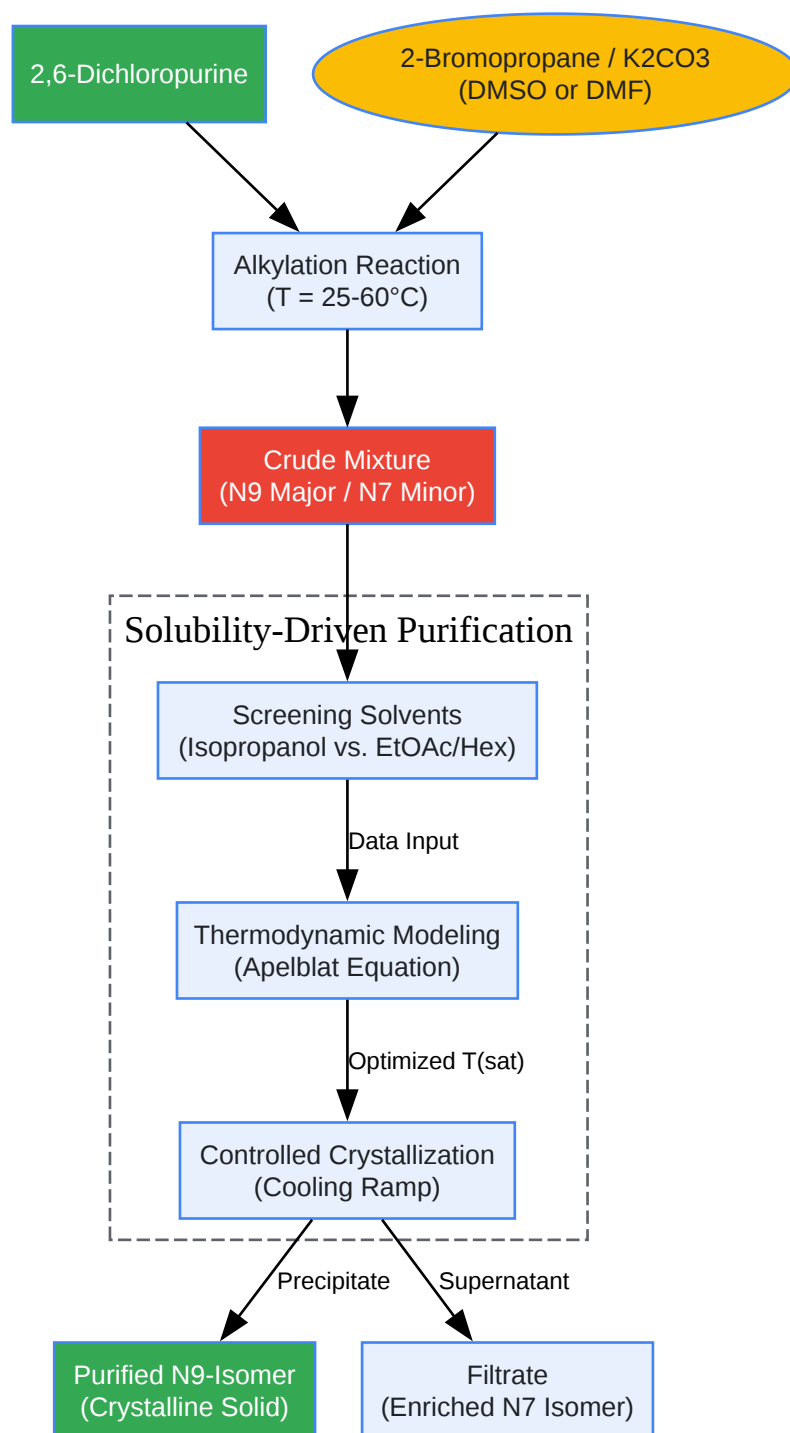 2,6-Dichloropurine
2-Bromopropane / K2CO3
(DMSO or DMF)
Alkylation Reaction
(T = 25-60°C)
Crude Mixture
(N9 Major / N7 Minor)
Solubility-Driven Purification
Screening Solvents
(Isopropanol vs. EtOAc/Hex)
Data Input
Thermodynamic Modeling
(Apelblat Equation)
Optimized T(sat)
Controlled Crystallization
(Cooling Ramp)
Precipitate
Supernatant
Purified N9-Isomer
(Crystalline Solid)
Filtrate
(Enriched N7 Isomer)